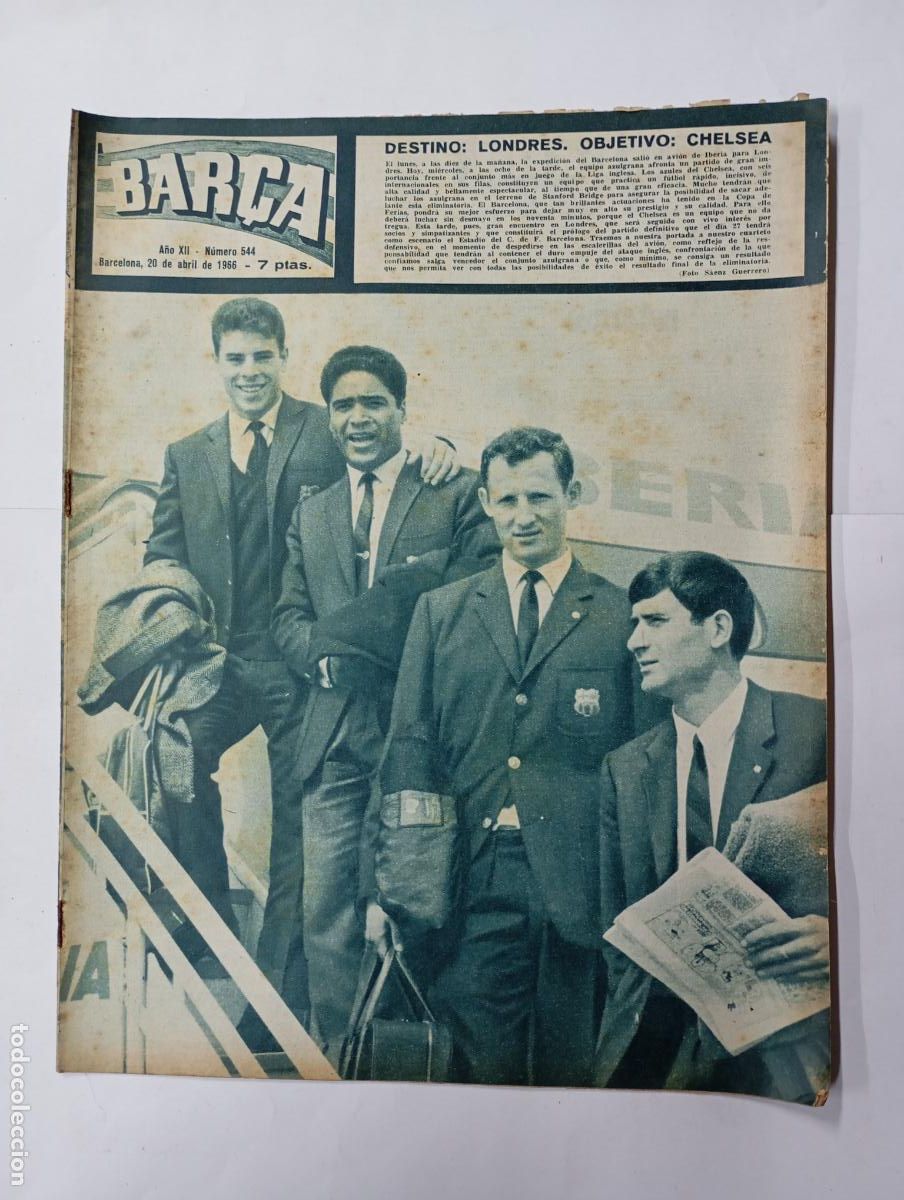 BARÇA
Año XII - Número 544
Barcelona, 20 de abril de 1966 - 7 ptas.
DESTINO: LONDRES. OBJETIVO: CHELSEA
El lunes, a las diez de la mañana, la expedición del Barcelona salió en avión de Iberia para Lon-
dres. Hoy, miércoles, a las ocho de la tarde, el equipo azulgrana afronta un partido de gran im-
portancia frente al conjunto más en juego de la Liga inglesa. Los azules del Chelsea, con seis
internacionales en sus filas, constituyen un equipo que practica un fútbol rápido, incisivo, de
alta calidad y bellamente espectacular, al tiempo que de una gran eficacia. Mucho tendrán que
luchar los azulgrana en el terreno de Stanford Bridge para asegurar la posibilidad de sacar ade-
lante esta eliminatoria. El Barcelona, que tan brillantes actuaciones ha tenido en la Copa de
Ferias, pondrá su mejor esfuerzo para dejar muy en alto su prestigio y su calidad. Para ello
deberá luchar sin desmayo en los noventa minutos, porque el Chelsea es un equipo que no da
tregua. Esta tarde, pues, gran encuentro en Londres, que será seguido con vivo interés por
socios y simpatizantes y que constituirá el prólogo del partido definitivo que el día 27 tendrá
como escenario el Estadio del C. de F. Barcelona. Traemos a nuestra portada a nuestro cuarteto
defensivo, en el momento de despedirse en las escalerillas del avión, como reflejo de la res-
ponsabilidad que tendrán al contener el duro empuje del ataque inglés, confrontación de la que
confiamos salga vencedor el conjunto azulgrana o que, como mínimo, se consiga un resultado
que nos permita ver con todas las posibilidades de éxito el resultado final de la eliminatoria.
(Foto Sáenz Guerrero)
IBERIA
IA
todocoleccion